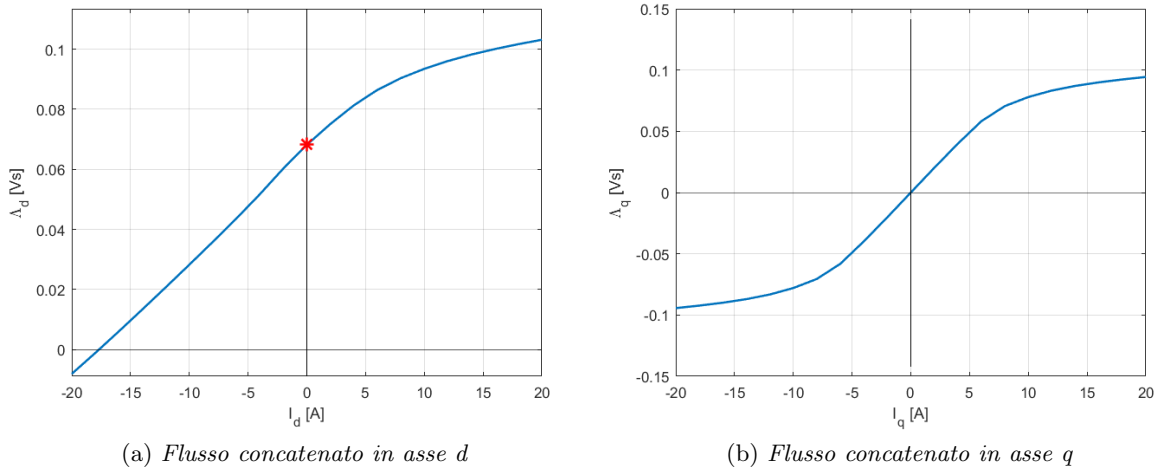 0.1
0.08
0.06
0.04
0.02
0
-20 -15 -10 -5 0 5 10 15 20
Λd [Vs]
Id [A]
(a) Flusso concatenato in asse d
0.15
0.1
0.05
0
-0.05
-0.1
-0.15
-20 -15 -10 -5 0 5 10 15 20
Λq [Vs]
Iq [A]
(b) Flusso concatenato in asse q